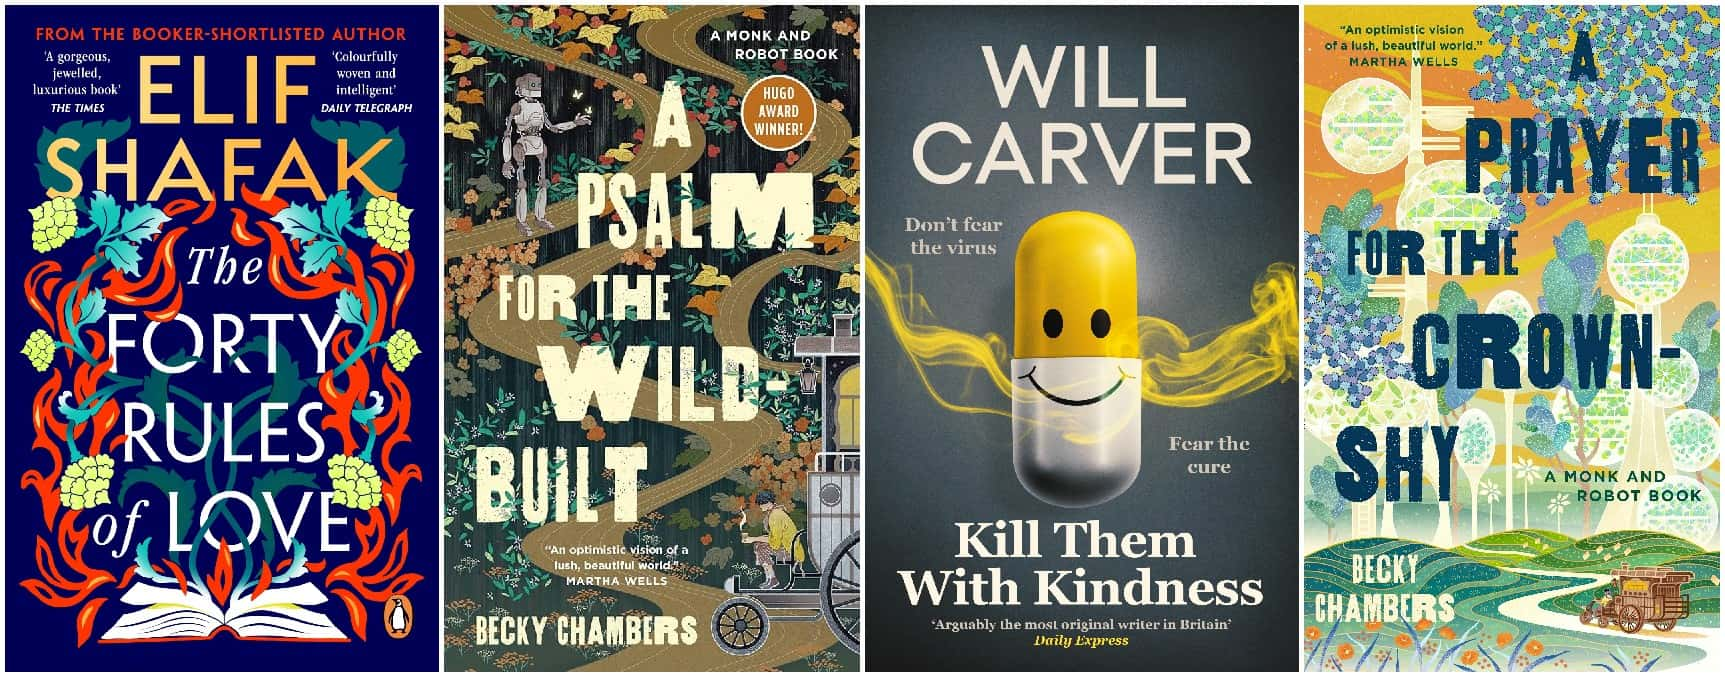 FROM THE BOOKER-SHORTLISTED AUTHOR
'A gorgeous,
jewelled,
luxurious book'
THE TIMES
'Colourfully
woven and
intelligent'
DAILY TELEGRAPH
ELIF
SHAFAK
The
FORTY
RULES
of LOVE
A MONK AND
ROBOT BOOK
HUGO
AWARD
WINNER!
A
PSALM
FOR THE
WILD-
BUILT
"An optimistic vision of a
lush, beautiful world."
MARTHA WELLS
BECKY CHAMBERS
WILL
CARVER
Don't fear
the virus
Fear the
cure
Kill Them
With Kindness
'Arguably the most original writer in Britain'
Daily Express
"An optimistic vision
of a lush, beautiful world."
MARTHA WELLS
A
PRAYER
FOR THE
CROWN-
SHY
A MONK AND
ROBOT BOOK
BECKY
CHAMBERS